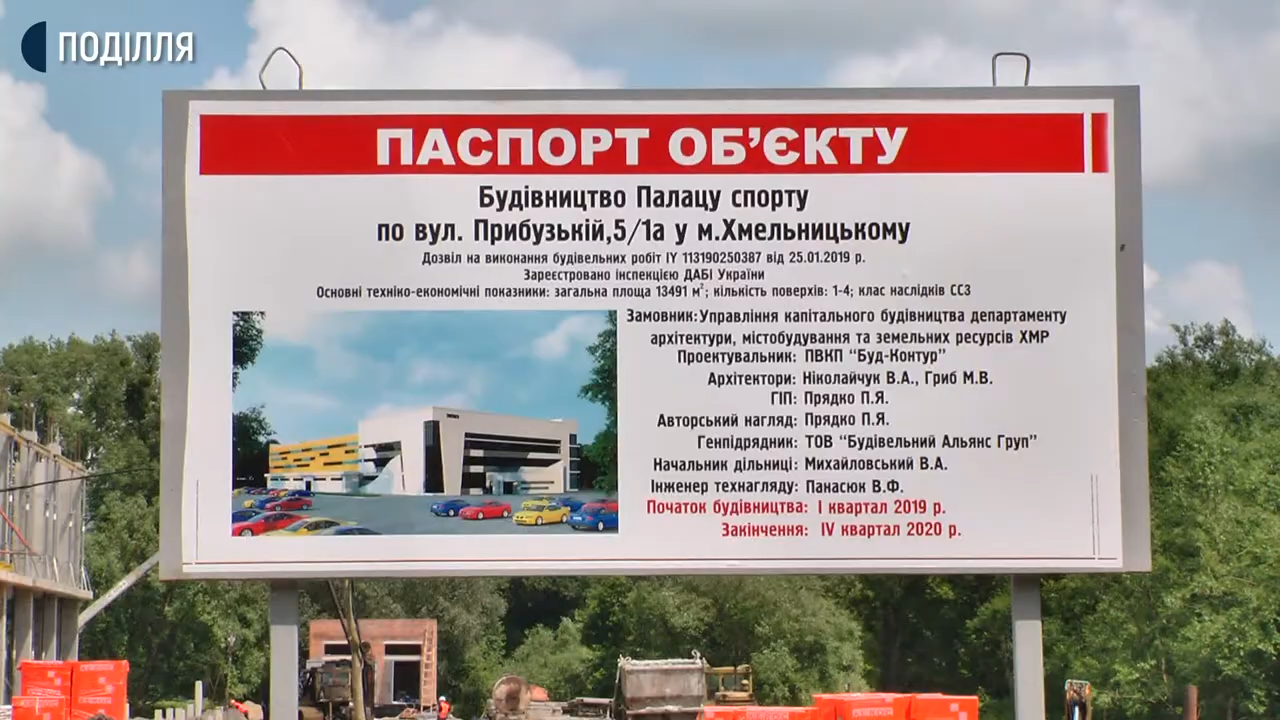 ПОДІЛЛЯ
ПАСПОРТ ОБ’ЄКТУ
Будівництво Палацу спорту
по вул. Прибузькій,5/1а у м.Хмельницькому
Дозвіл на виконання будівельних робіт ІУ 113190250387 від 25.01.2019 р.
Зареєстровано інспекцією ДАБІ України
Основні техніко-економічні показники: загальна площа 13491 м²; кількість поверхів: 1-4; клас наслідків СС3
Замовник:Управління капітального будівництва департаменту
архітектури, містобудування та земельних ресурсів ХМР
Проектувальник: ПВКП “Буд-Контур”
Архітектори: Ніколайчук В.А., Гриб М.В.
ГІП: Прядко П.Я.
Авторський нагляд: Прядко П.Я.
Генпідрядник: ТОВ “Будівельний Альянс Груп”
Начальник дільниці: Михайловський В.А.
Інженер технагляду: Панасюк В.Ф.
Початок будівництва: І квартал 2019 р.
Закінчення: IV квартал 2020 р.